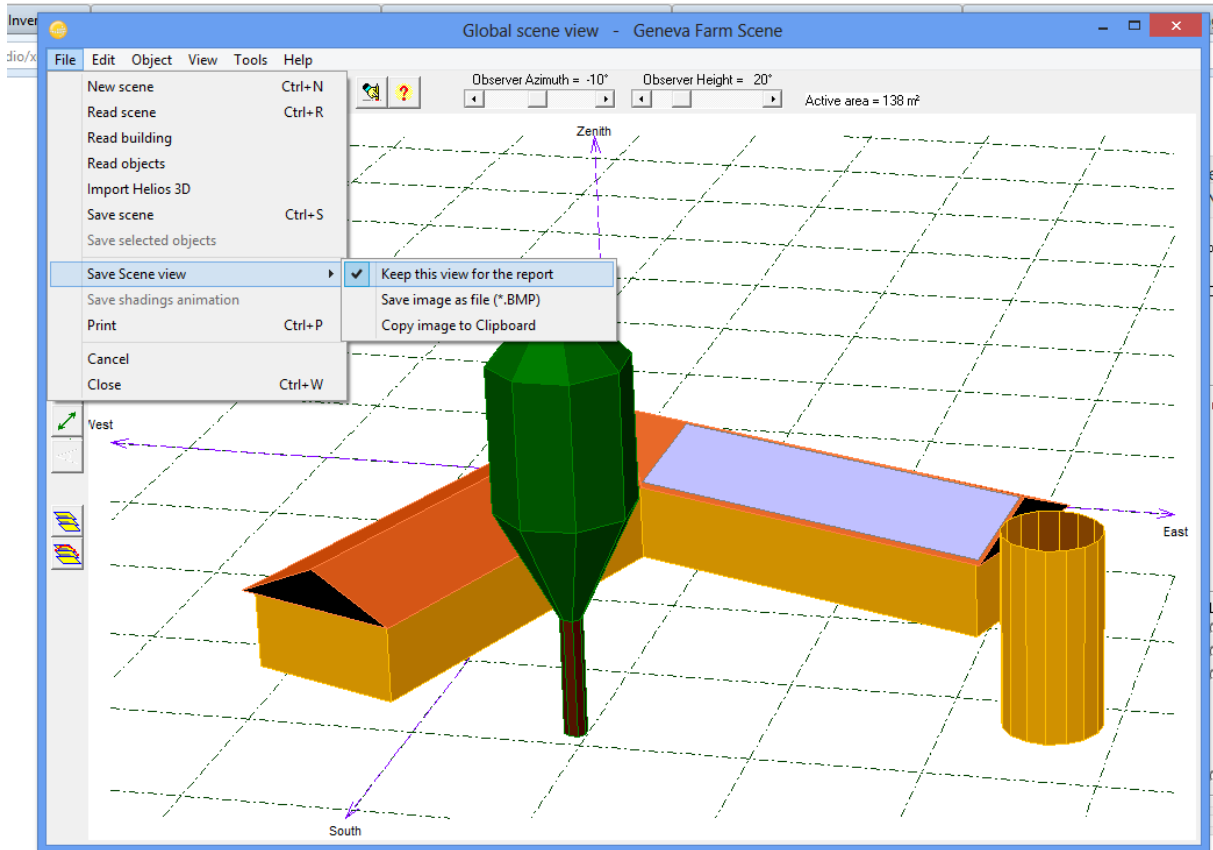 Inver
Global scene view - Geneva Farm Scene
dio/x
File Edit Object View Tools Help
New scene Ctrl+N
Read scene Ctrl+R
Read building
Read objects
Import Helios 3D
Save scene Ctrl+S
Save selected objects
Save Scene view
Save shadings animation
Print Ctrl+P
Cancel
Close Ctrl+W
Keep this view for the report
Save image as file (*.BMP)
Copy image to Clipboard
Observer Azimuth = -10°
Observer Height = 20°
Active area = 138 m²
Zenith
Vest
East
South